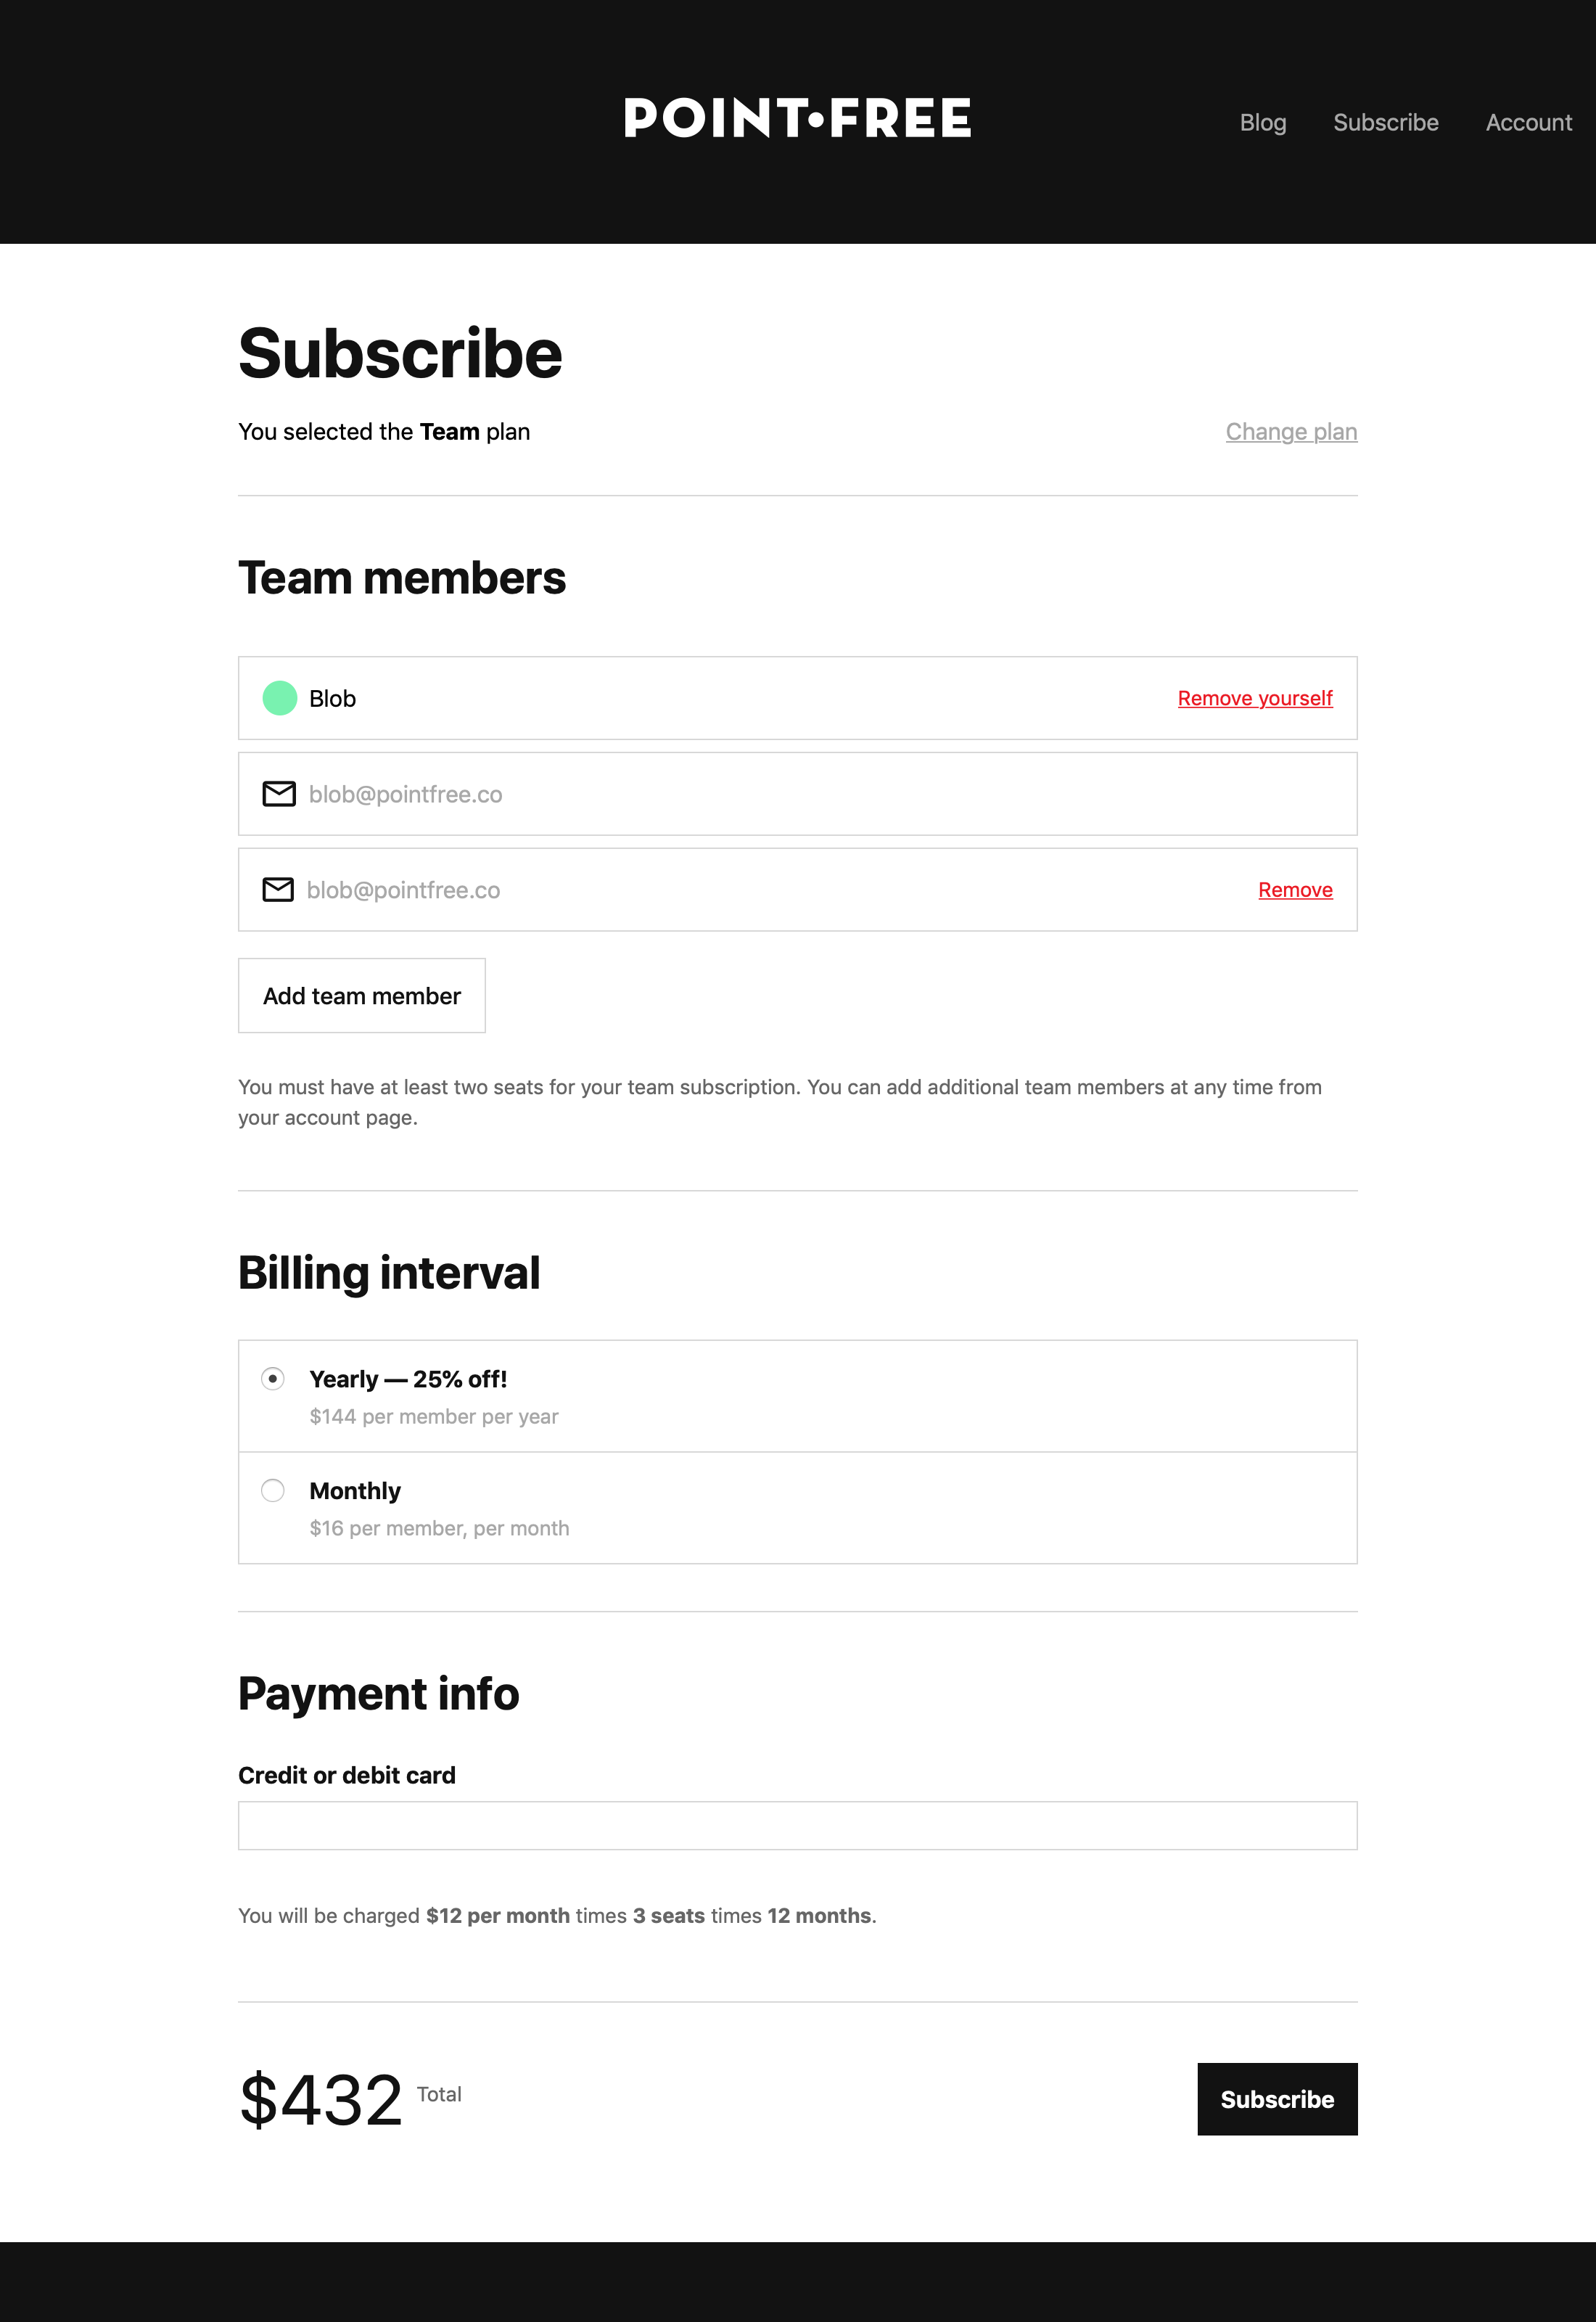 POINT•FREE
Blog
Subscribe
Account
Subscribe
You selected the Team plan
Change plan
Team members
Blob
Remove yourself
blob@pointfree.co
blob@pointfree.co
Remove
Add team member
You must have at least two seats for your team subscription. You can add additional team members at any time from
your account page.
Billing interval
Yearly — 25% off!
$144 per member per year
Monthly
$16 per member, per month
Payment info
Credit or debit card
You will be charged $12 per month times 3 seats times 12 months.
$432 Total
Subscribe